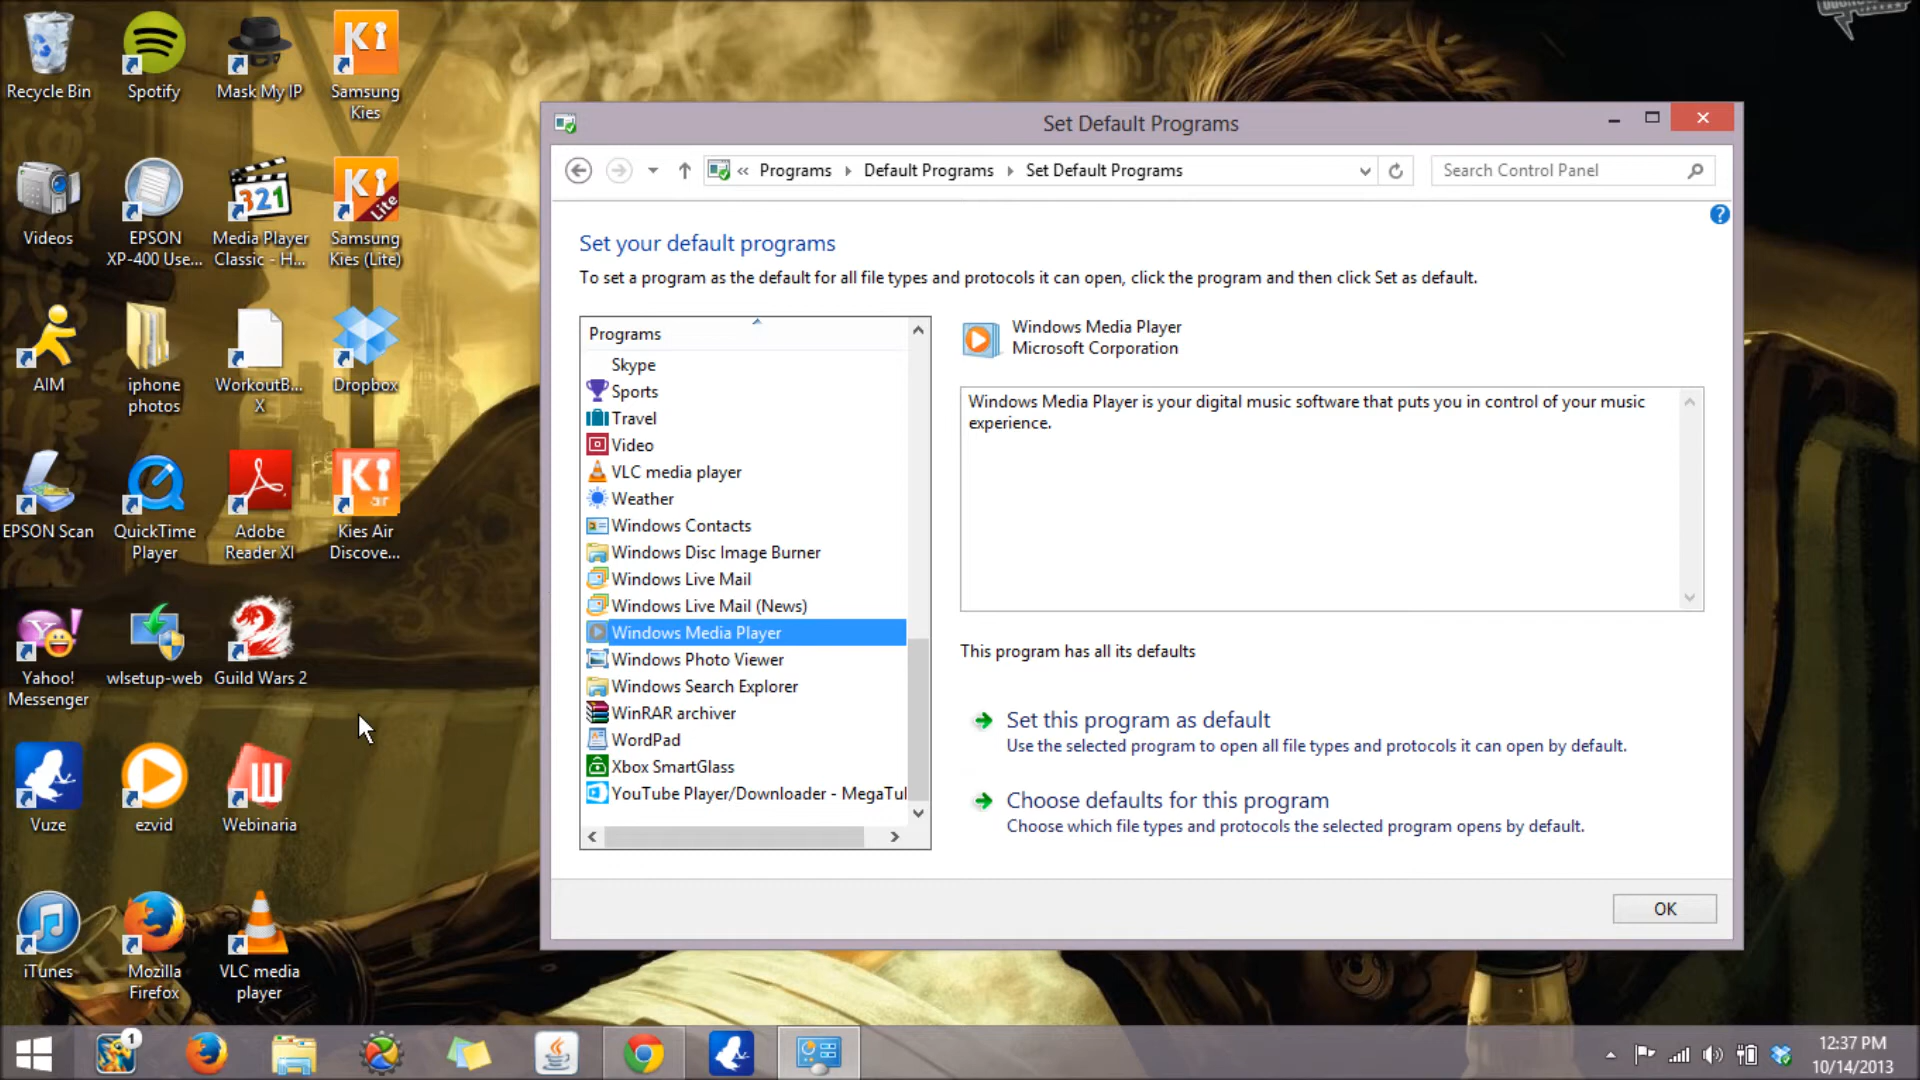 Recycle Bin
Spotify
Mask My IP
Samsung
Kies
Videos
EPSON
XP-400 Use...
Media Player
Classic - H...
Samsung
Kies (Lite)
AIM
iphone
photos
WorkoutB...
X
Dropbox
EPSON Scan
QuickTime
Player
Adobe
Reader XI
Kies Air
Discove...
Yahoo!
Messenger
wlsetup-web
Guild Wars 2
Vuze
ezvid
Webinaria
iTunes
Mozilla
Firefox
VLC media
player
Ki
321
Ki
Lite
Ki
air
Y!
2
Set Default Programs
« Programs Default Programs Set Default Programs
Search Control Panel
?
Set your default programs
To set a program as the default for all file types and protocols it can open, click the program and then click Set as default.
Programs
Skype
Sports
Travel
Video
VLC media player
Weather
Windows Contacts
Windows Disc Image Burner
Windows Live Mail
Windows Live Mail (News)
Windows Media Player
Windows Photo Viewer
Windows Search Explorer
WinRAR archiver
WordPad
Xbox SmartGlass
YouTube Player/Downloader - MegaTul
Windows Media Player
Microsoft Corporation
Windows Media Player is your digital music software that puts you in control of your music
experience.
This program has all its defaults
Set this program as default
Use the selected program to open all file types and protocols it can open by default.
Choose defaults for this program
Choose which file types and protocols the selected program opens by default.
OK
1
12:37 PM
10/14/2013